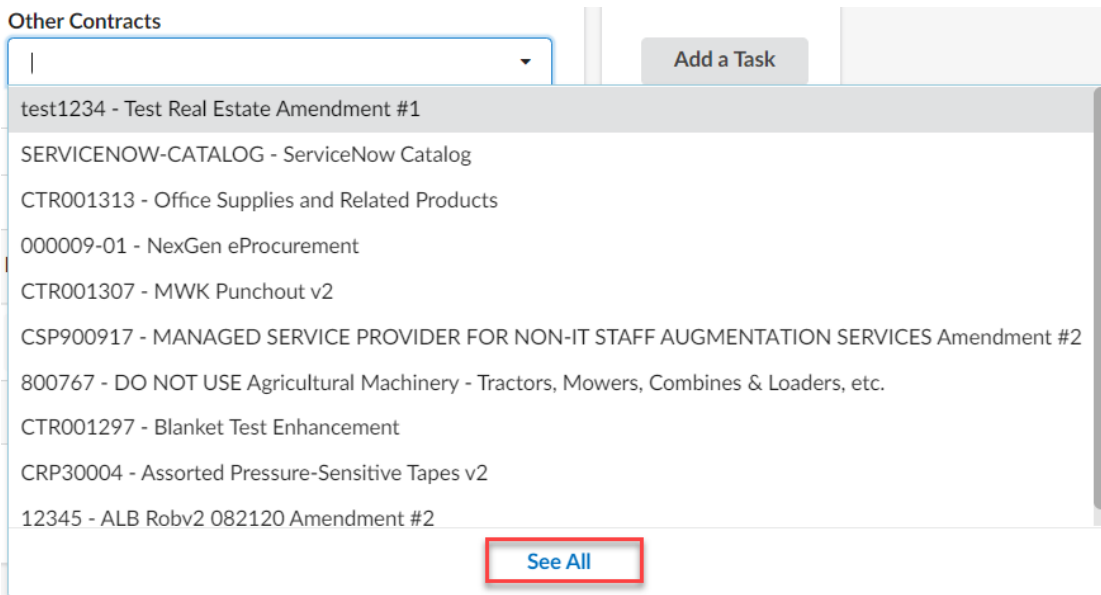 Other Contracts
Add a Task
test1234 - Test Real Estate Amendment #1
SERVICENOW-CATALOG - ServiceNow Catalog
CTR001313 - Office Supplies and Related Products
000009-01 - NexGen eProcurement
CTR001307 - MWK Punchout v2
CSP900917 - MANAGED SERVICE PROVIDER FOR NON-IT STAFF AUGMENTATION SERVICES Amendment #2
800767 - DO NOT USE Agricultural Machinery - Tractors, Mowers, Combines & Loaders, etc.
CTR001297 - Blanket Test Enhancement
CRP30004 - Assorted Pressure-Sensitive Tapes v2
12345 - ALB Robv2 082120 Amendment #2
See All